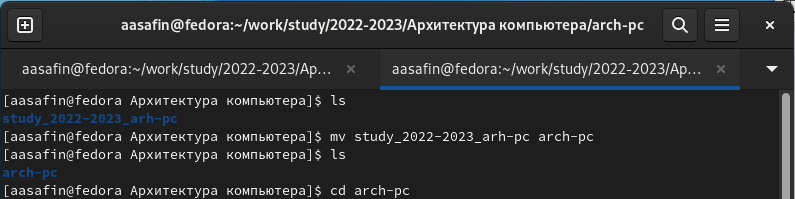 aasafin@fedora:~/work/study/2022-2023/Архитектура компьютера/arch-pc
aasafin@fedora:~/work/study/2022-2023/Ар... × aasafin@fedora:~/work/study/2022-2023/Ар... ×
[aasafin@fedora Архитектура компьютера]$ ls
study_2022-2023_arh-pc
[aasafin@fedora Архитектура компьютера]$ mv study_2022-2023_arh-pc arch-pc
[aasafin@fedora Архитектура компьютера]$ ls
arch-pc
[aasafin@fedora Архитектура компьютера]$ cd arch-pc